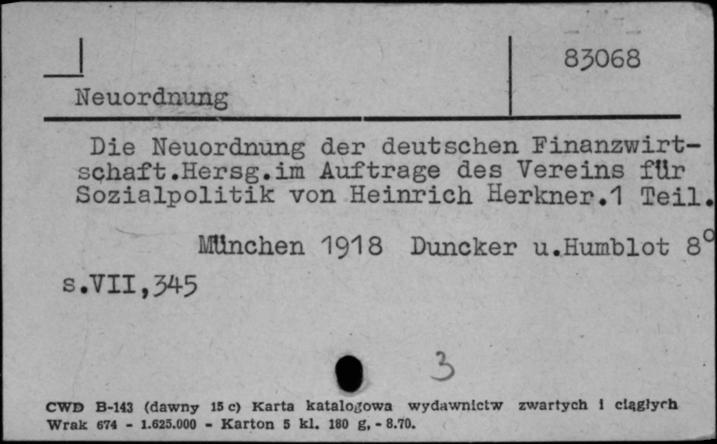 83068
Neuordnung
Die Neuordnung der deutschen Finanzwirt-
schaft.Hersg.im Auftrage des Vereins für
Sozialpolitik von Heinrich Herkner.1 Teil.
München 1918 Duncker u.Humblot 8°
s.VII,345
3
CWD B-143 (dawny 15 c) Karta katalogowa wydawnictw zwartych i ciągłych
Wrak 674 - 1.625.000 - Karton 5 kl. 180 g, - 8.70.